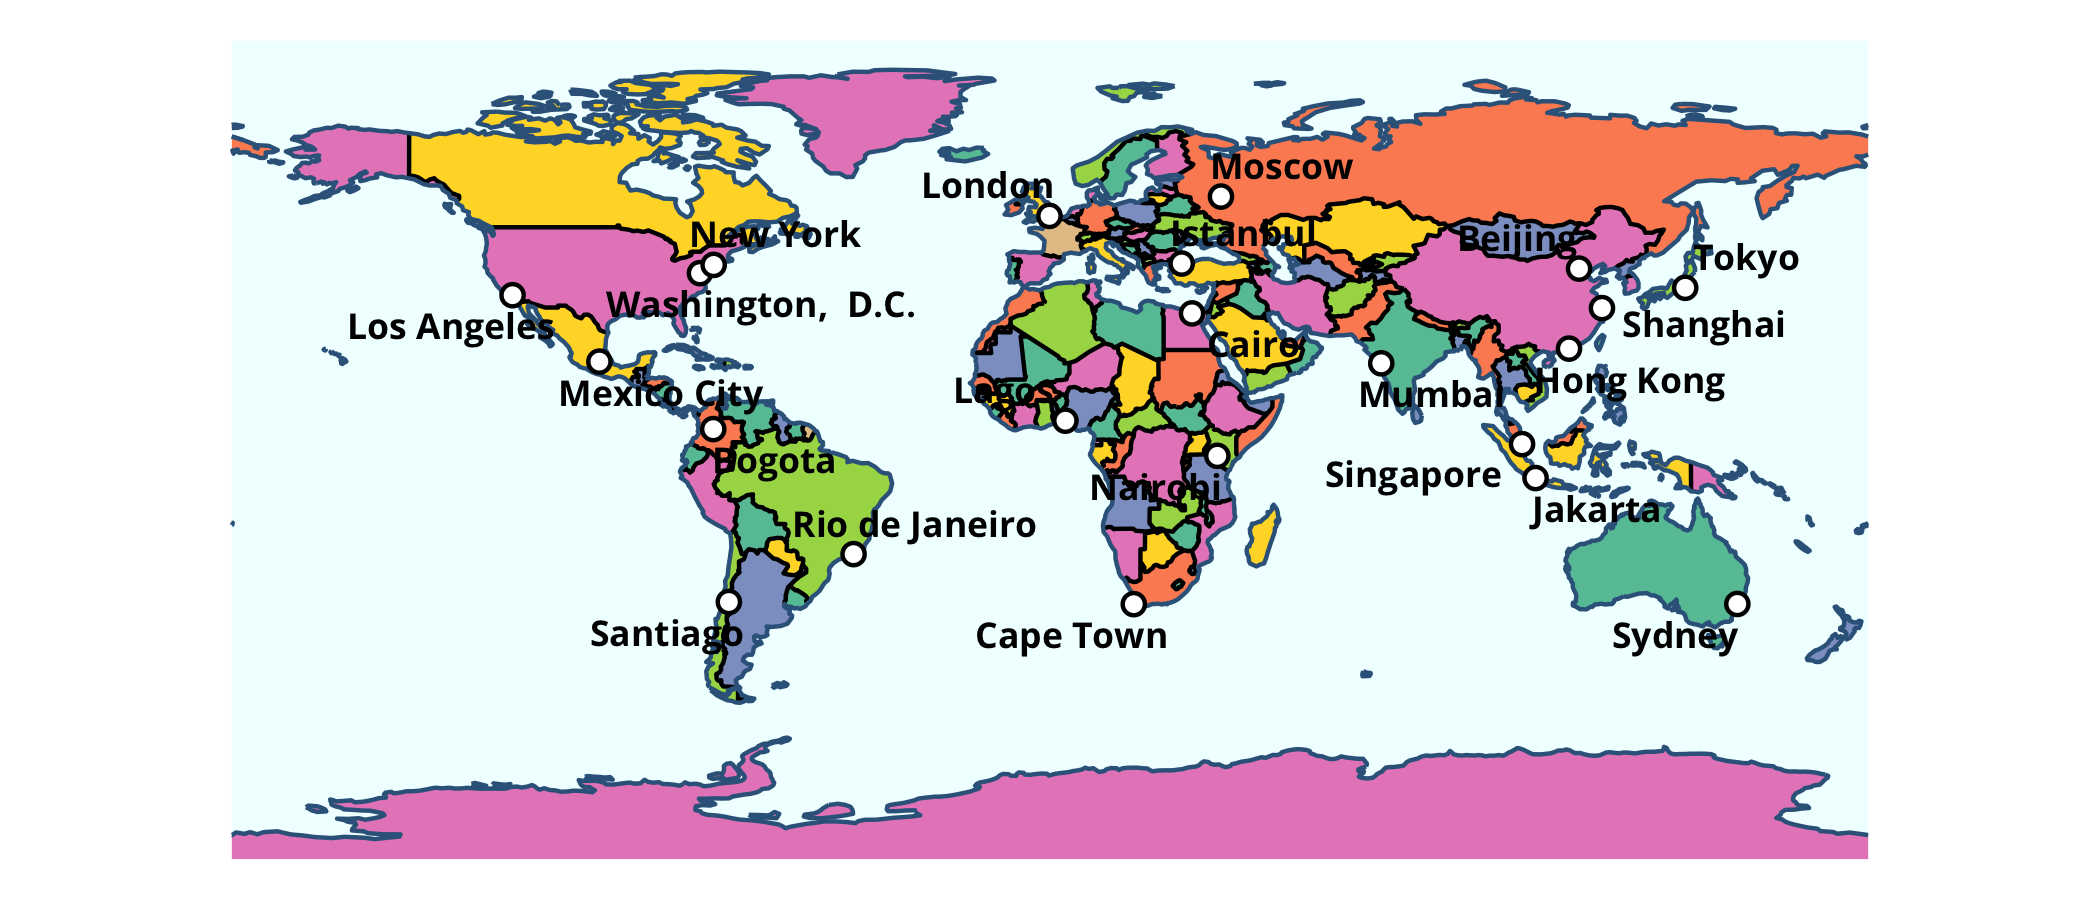 Moscow
London
New York
Istanbul
Beijing
Tokyo
Washington,  D.C.
Los Angeles
Shanghai
Cairo
Mexico City
Lagos
Hong Kong
Mumbai
Bogota
Singapore
Nairobi
Jakarta
Rio de Janeiro
Santiago
Cape Town
Sydney